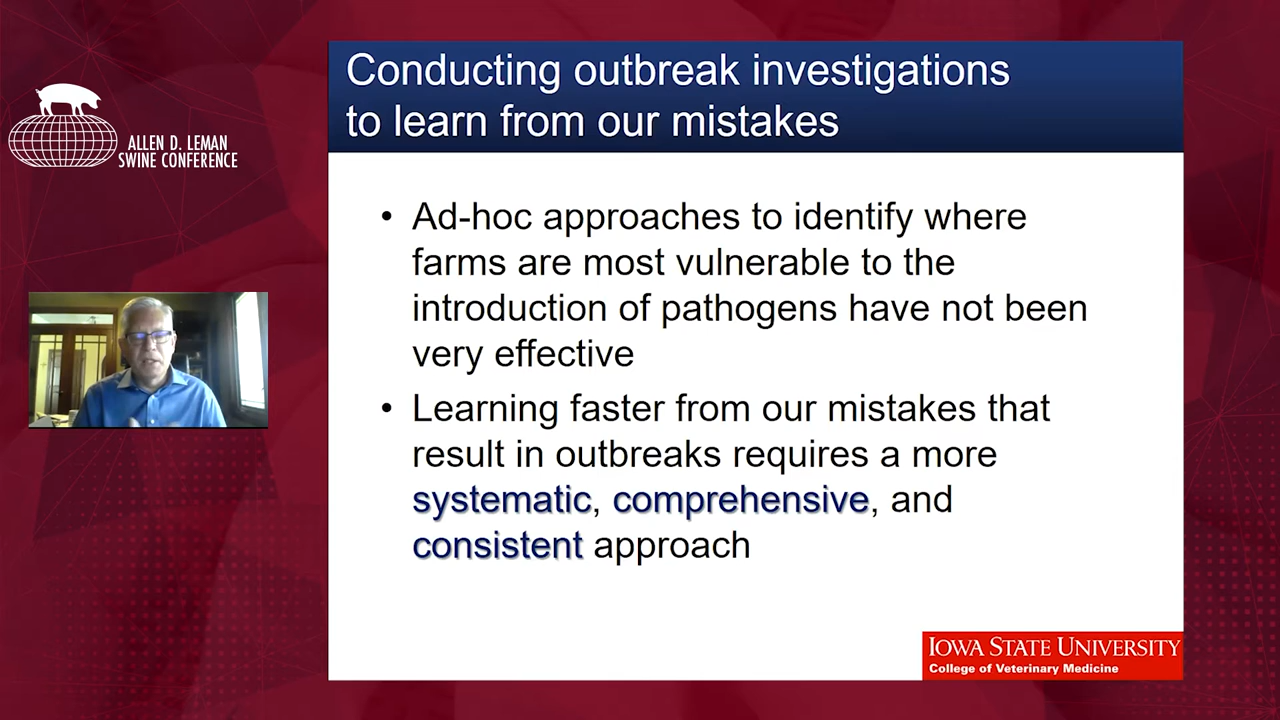 ALLEN D. LEMAN
SWINE CONFERENCE
Conducting outbreak investigations
to learn from our mistakes
• Ad-hoc approaches to identify where
farms are most vulnerable to the
introduction of pathogens have not been
very effective
• Learning faster from our mistakes that
result in outbreaks requires a more
systematic, comprehensive, and
consistent approach
IOWA STATE UNIVERSITY
College of Veterinary Medicine